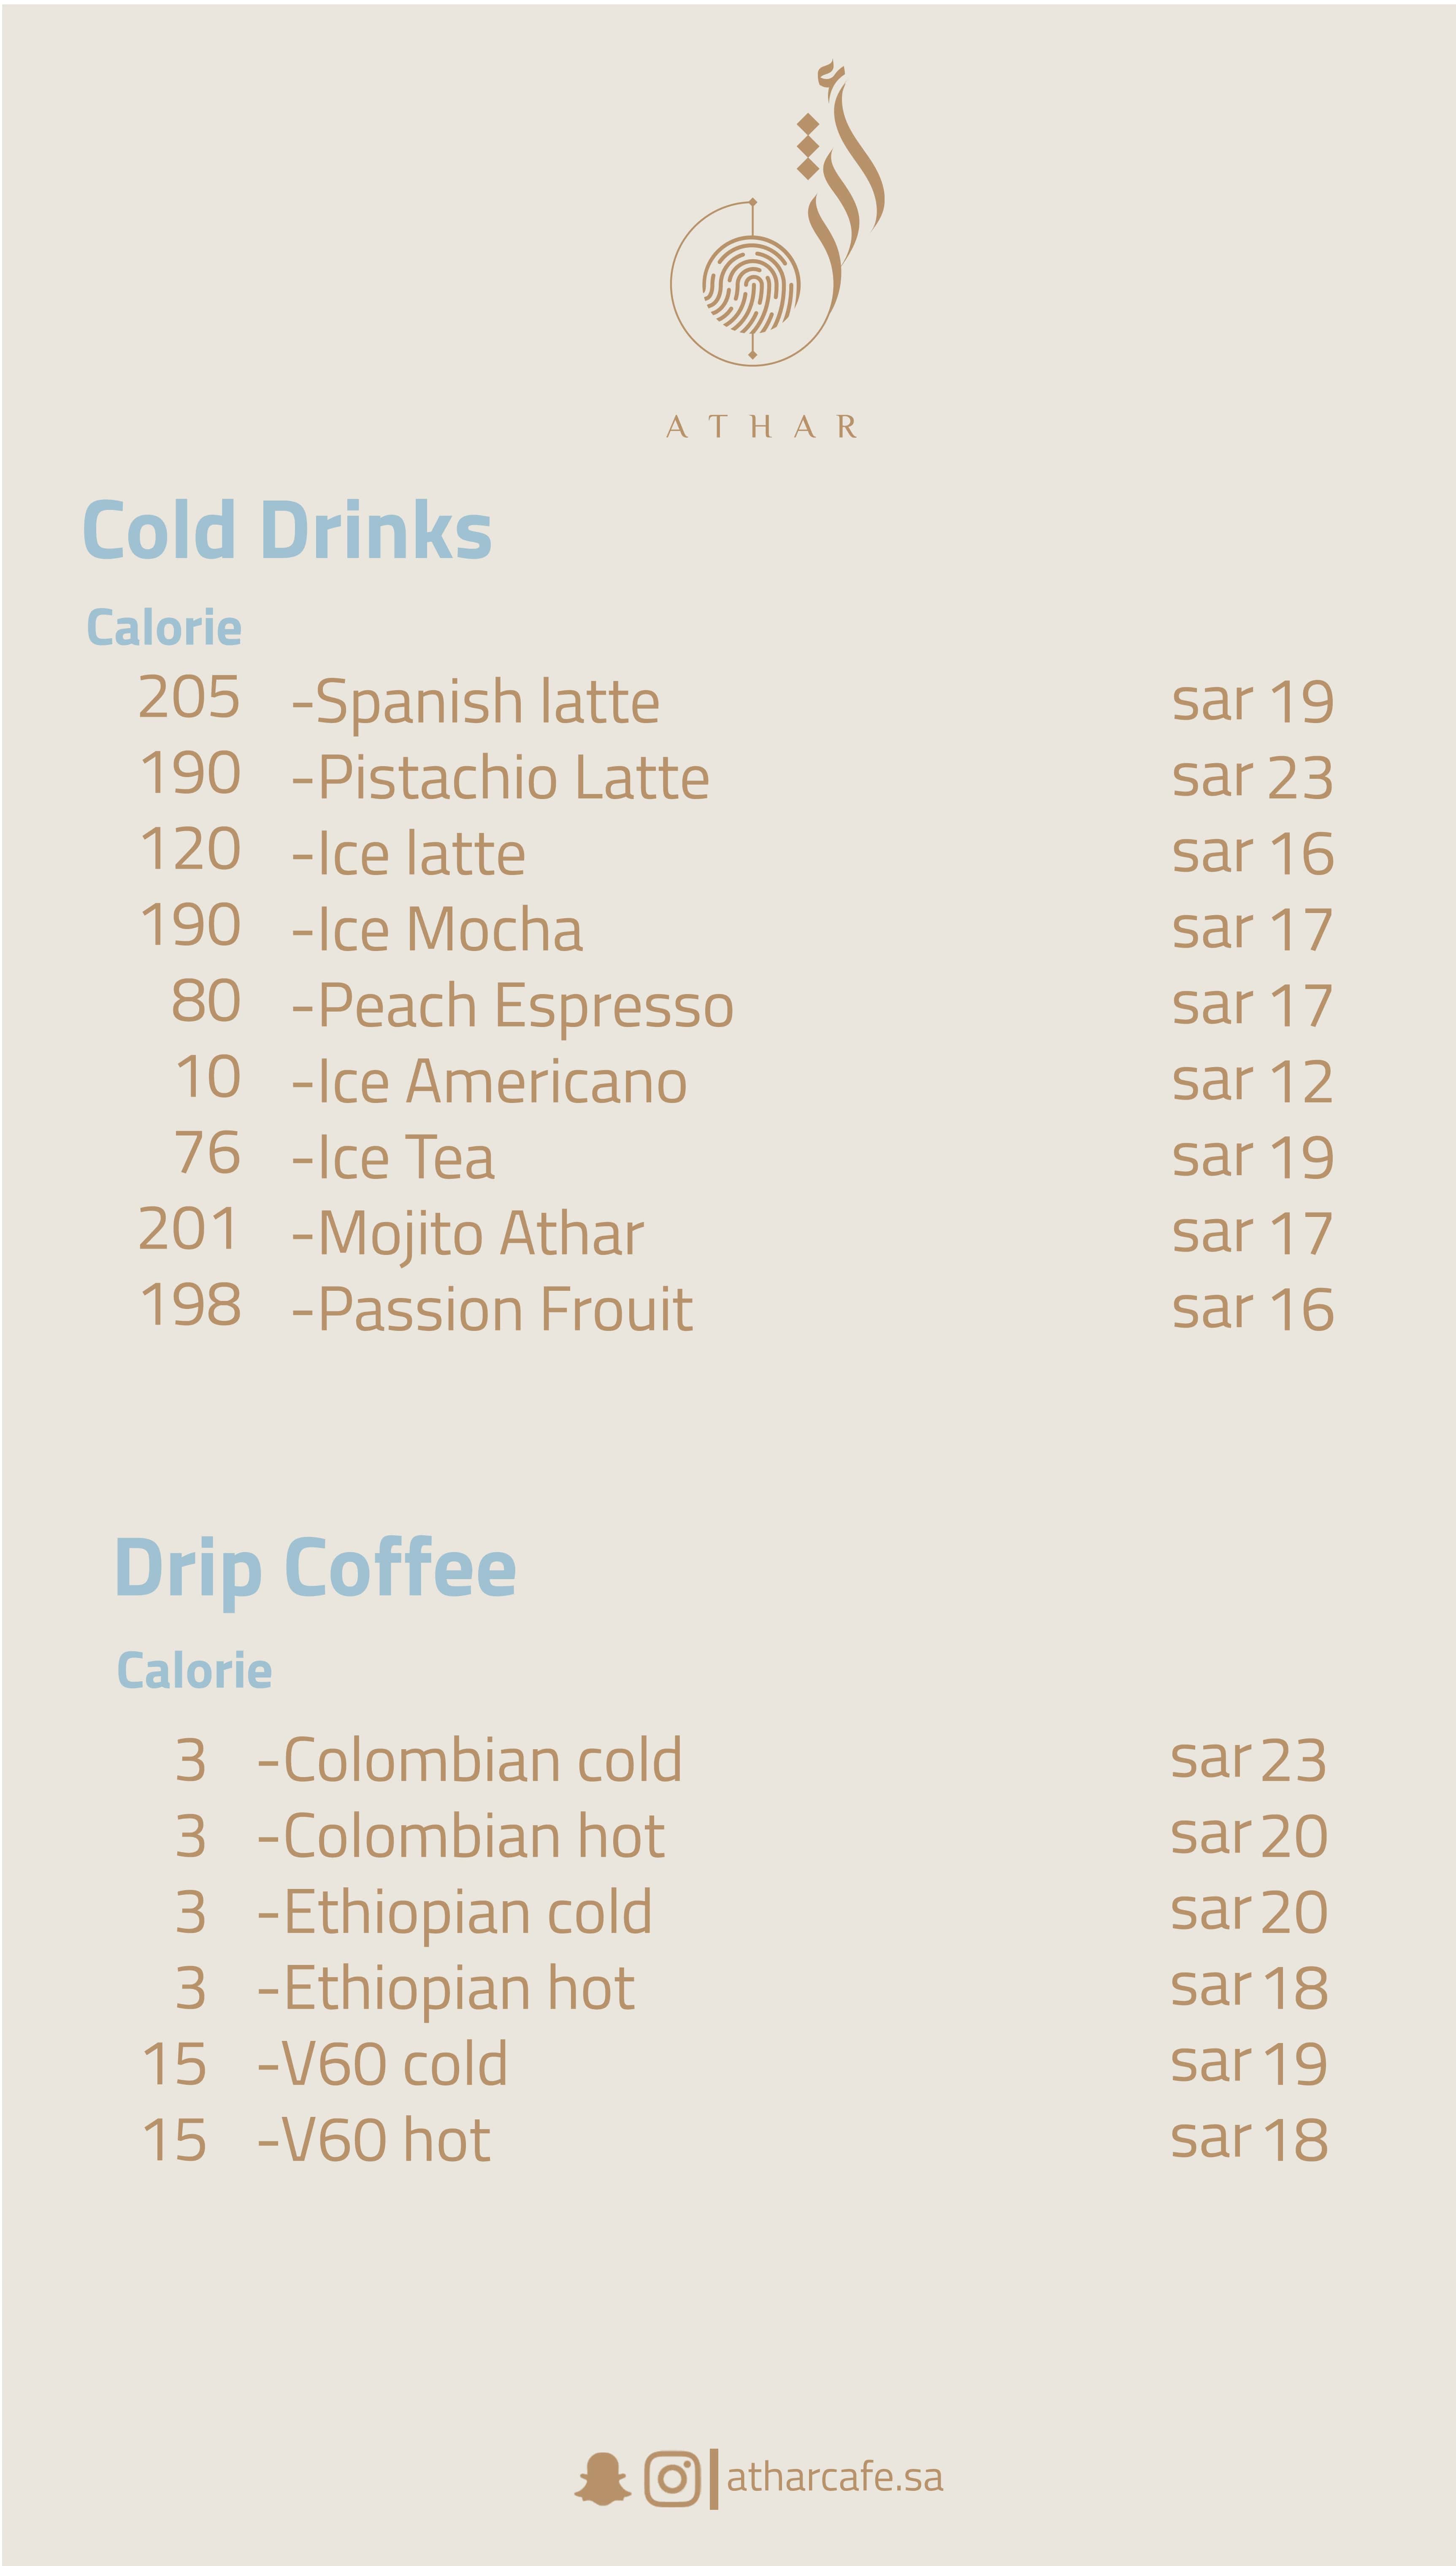 أثر
ATHAR
Cold Drinks
Calorie
205 -Spanish latte sar 19
190 -Pistachio Latte sar 23
120 -Ice latte sar 16
190 -Ice Mocha sar 17
80 -Peach Espresso sar 17
10 -Ice Americano sar 12
76 -Ice Tea sar 19
201 -Mojito Athar sar 17
198 -Passion Frouit sar 16
Drip Coffee
Calorie
3 -Colombian cold sar 23
3 -Colombian hot sar 20
3 -Ethiopian cold sar 20
3 -Ethiopian hot sar 18
15 -V60 cold sar 19
15 -V60 hot sar 18
atharcafe.sa